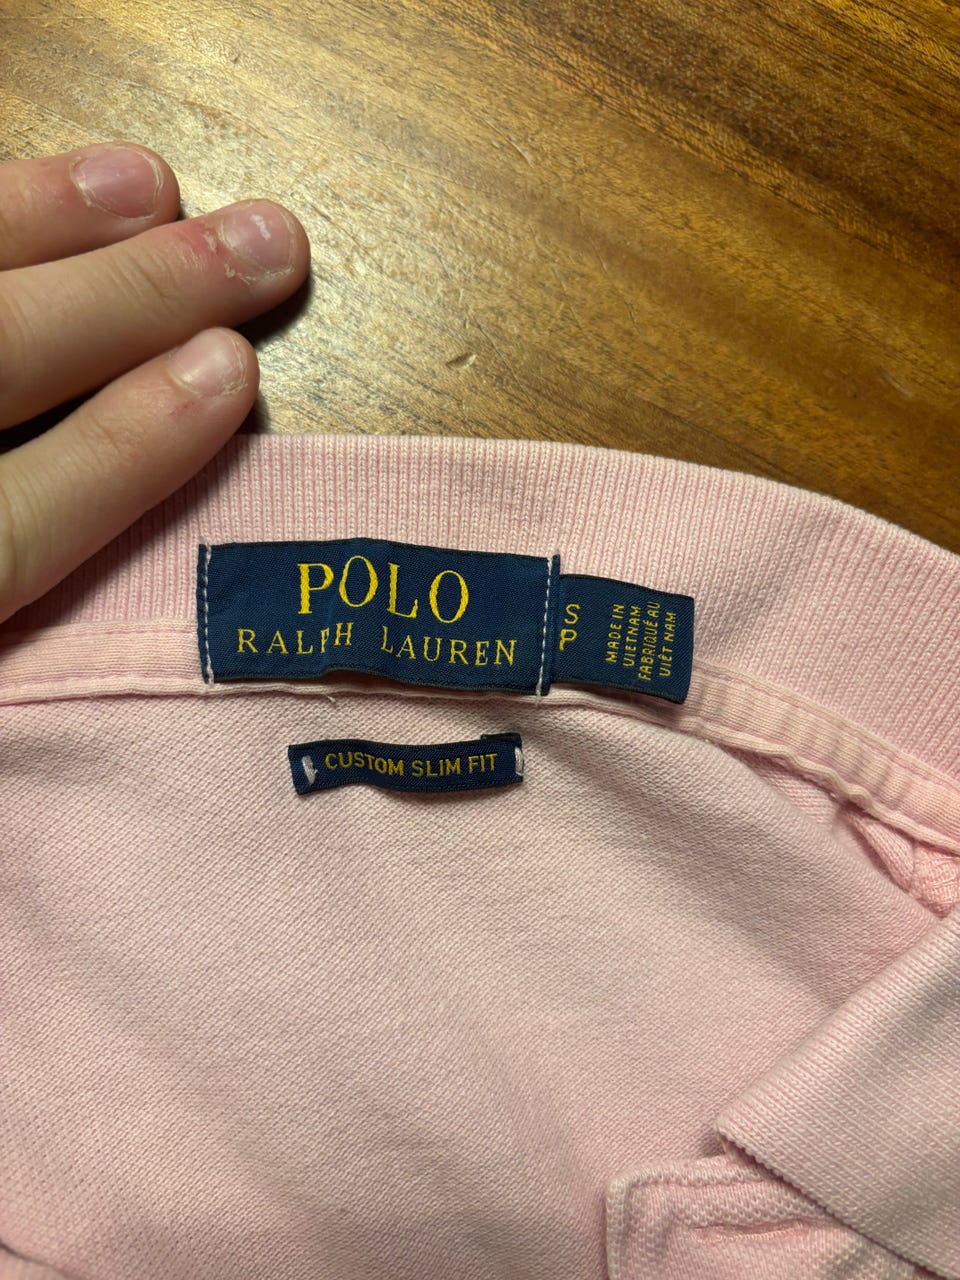 POLO
RALPH LAUREN
S
P
MADE IN
VIETNAM
FABRIQUÉ AU
VIÊT NAM
CUSTOM SLIM FIT